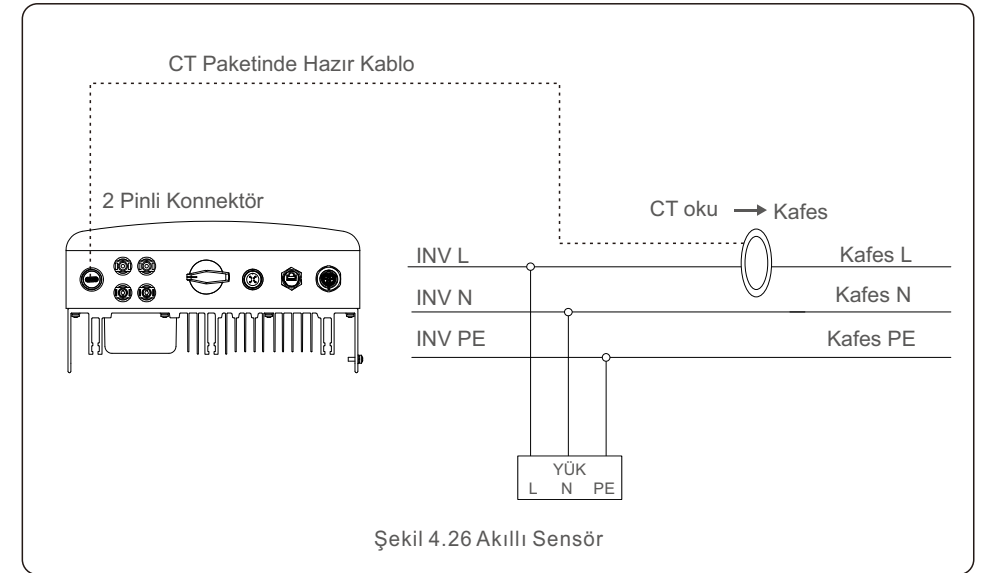 CT Paketinde Hazır Kablo
2 Pinli Konnektör
CT oku → Kafes
INV L
Kafes L
INV N
Kafes N
INV PE
Kafes PE
YÜK
L N PE
Şekil 4.26 Akıllı Sensör